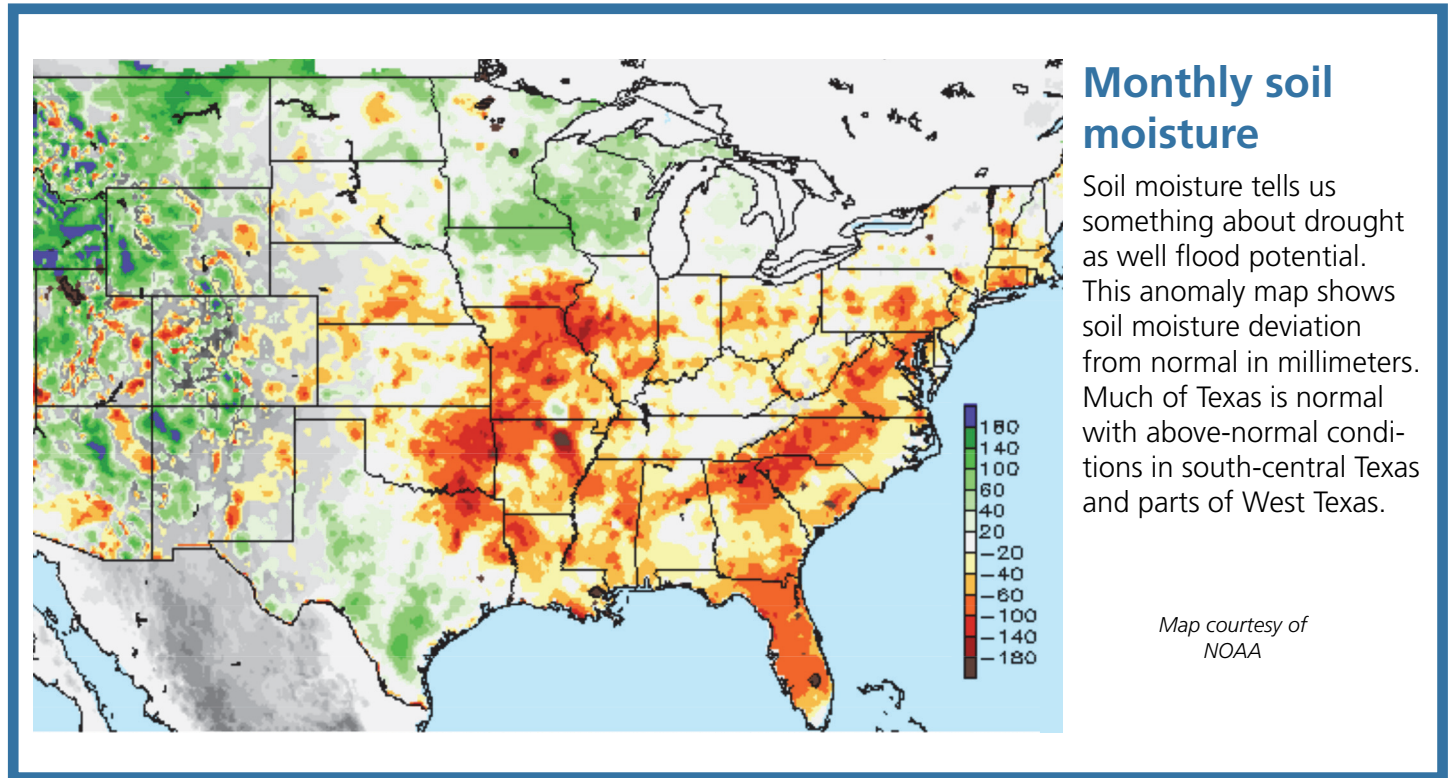 Monthly soil
moisture
Soil moisture tells us
something about drought
as well flood potential.
This anomaly map shows
soil moisture deviation
from normal in millimeters.
Much of Texas is normal
with above-normal condi-
tions in south-central Texas
and parts of West Texas.
Map courtesy of
NOAA
180
140
100
60
40
20
-20
-40
-60
-100
-140
-180